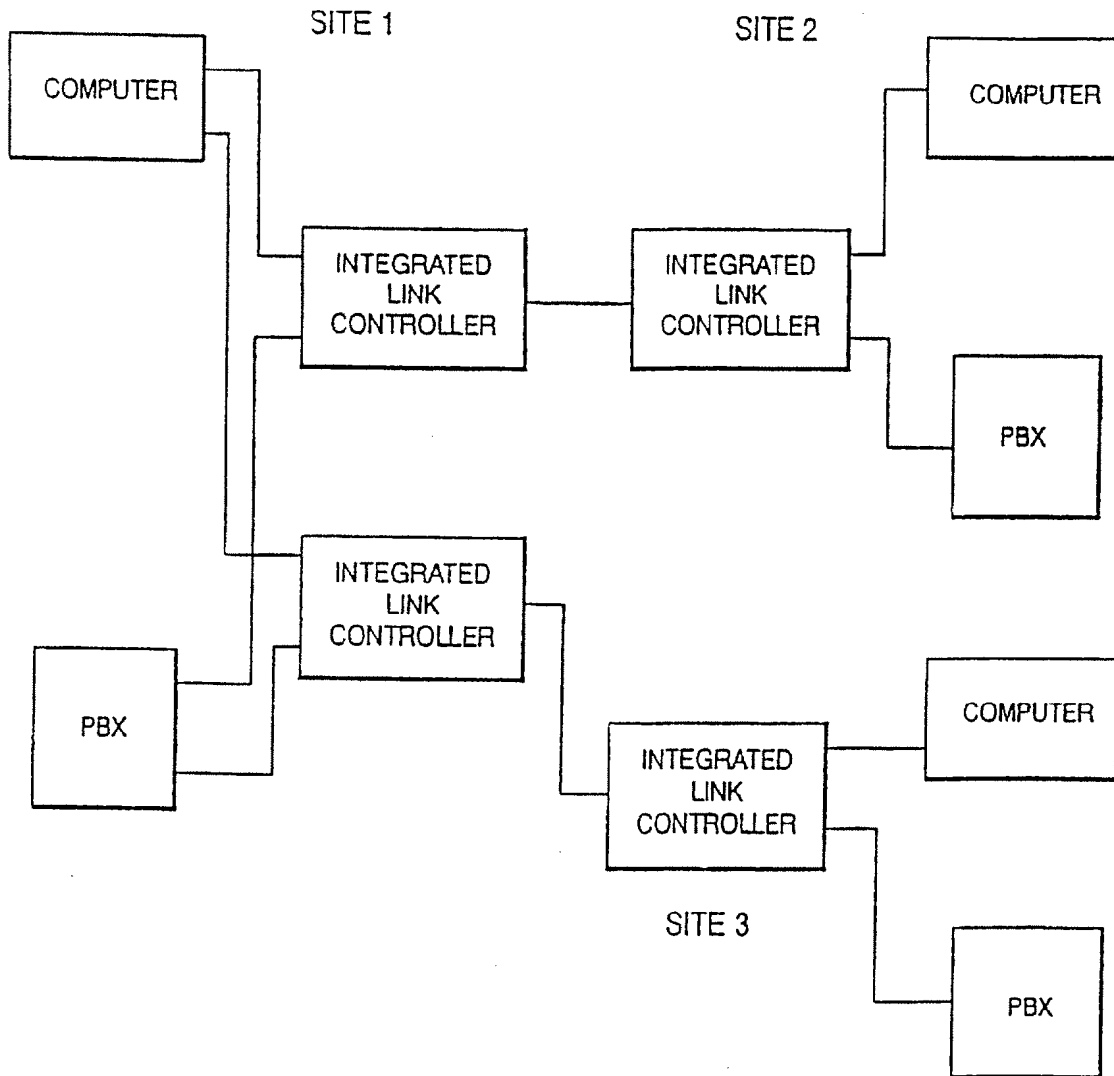 SITE 1
SITE 2
COMPUTER
COMPUTER
INTEGRATED
LINK
CONTROLLER
INTEGRATED
LINK
CONTROLLER
PBX
INTEGRATED
LINK
CONTROLLER
PBX
COMPUTER
INTEGRATED
LINK
CONTROLLER
SITE 3
PBX